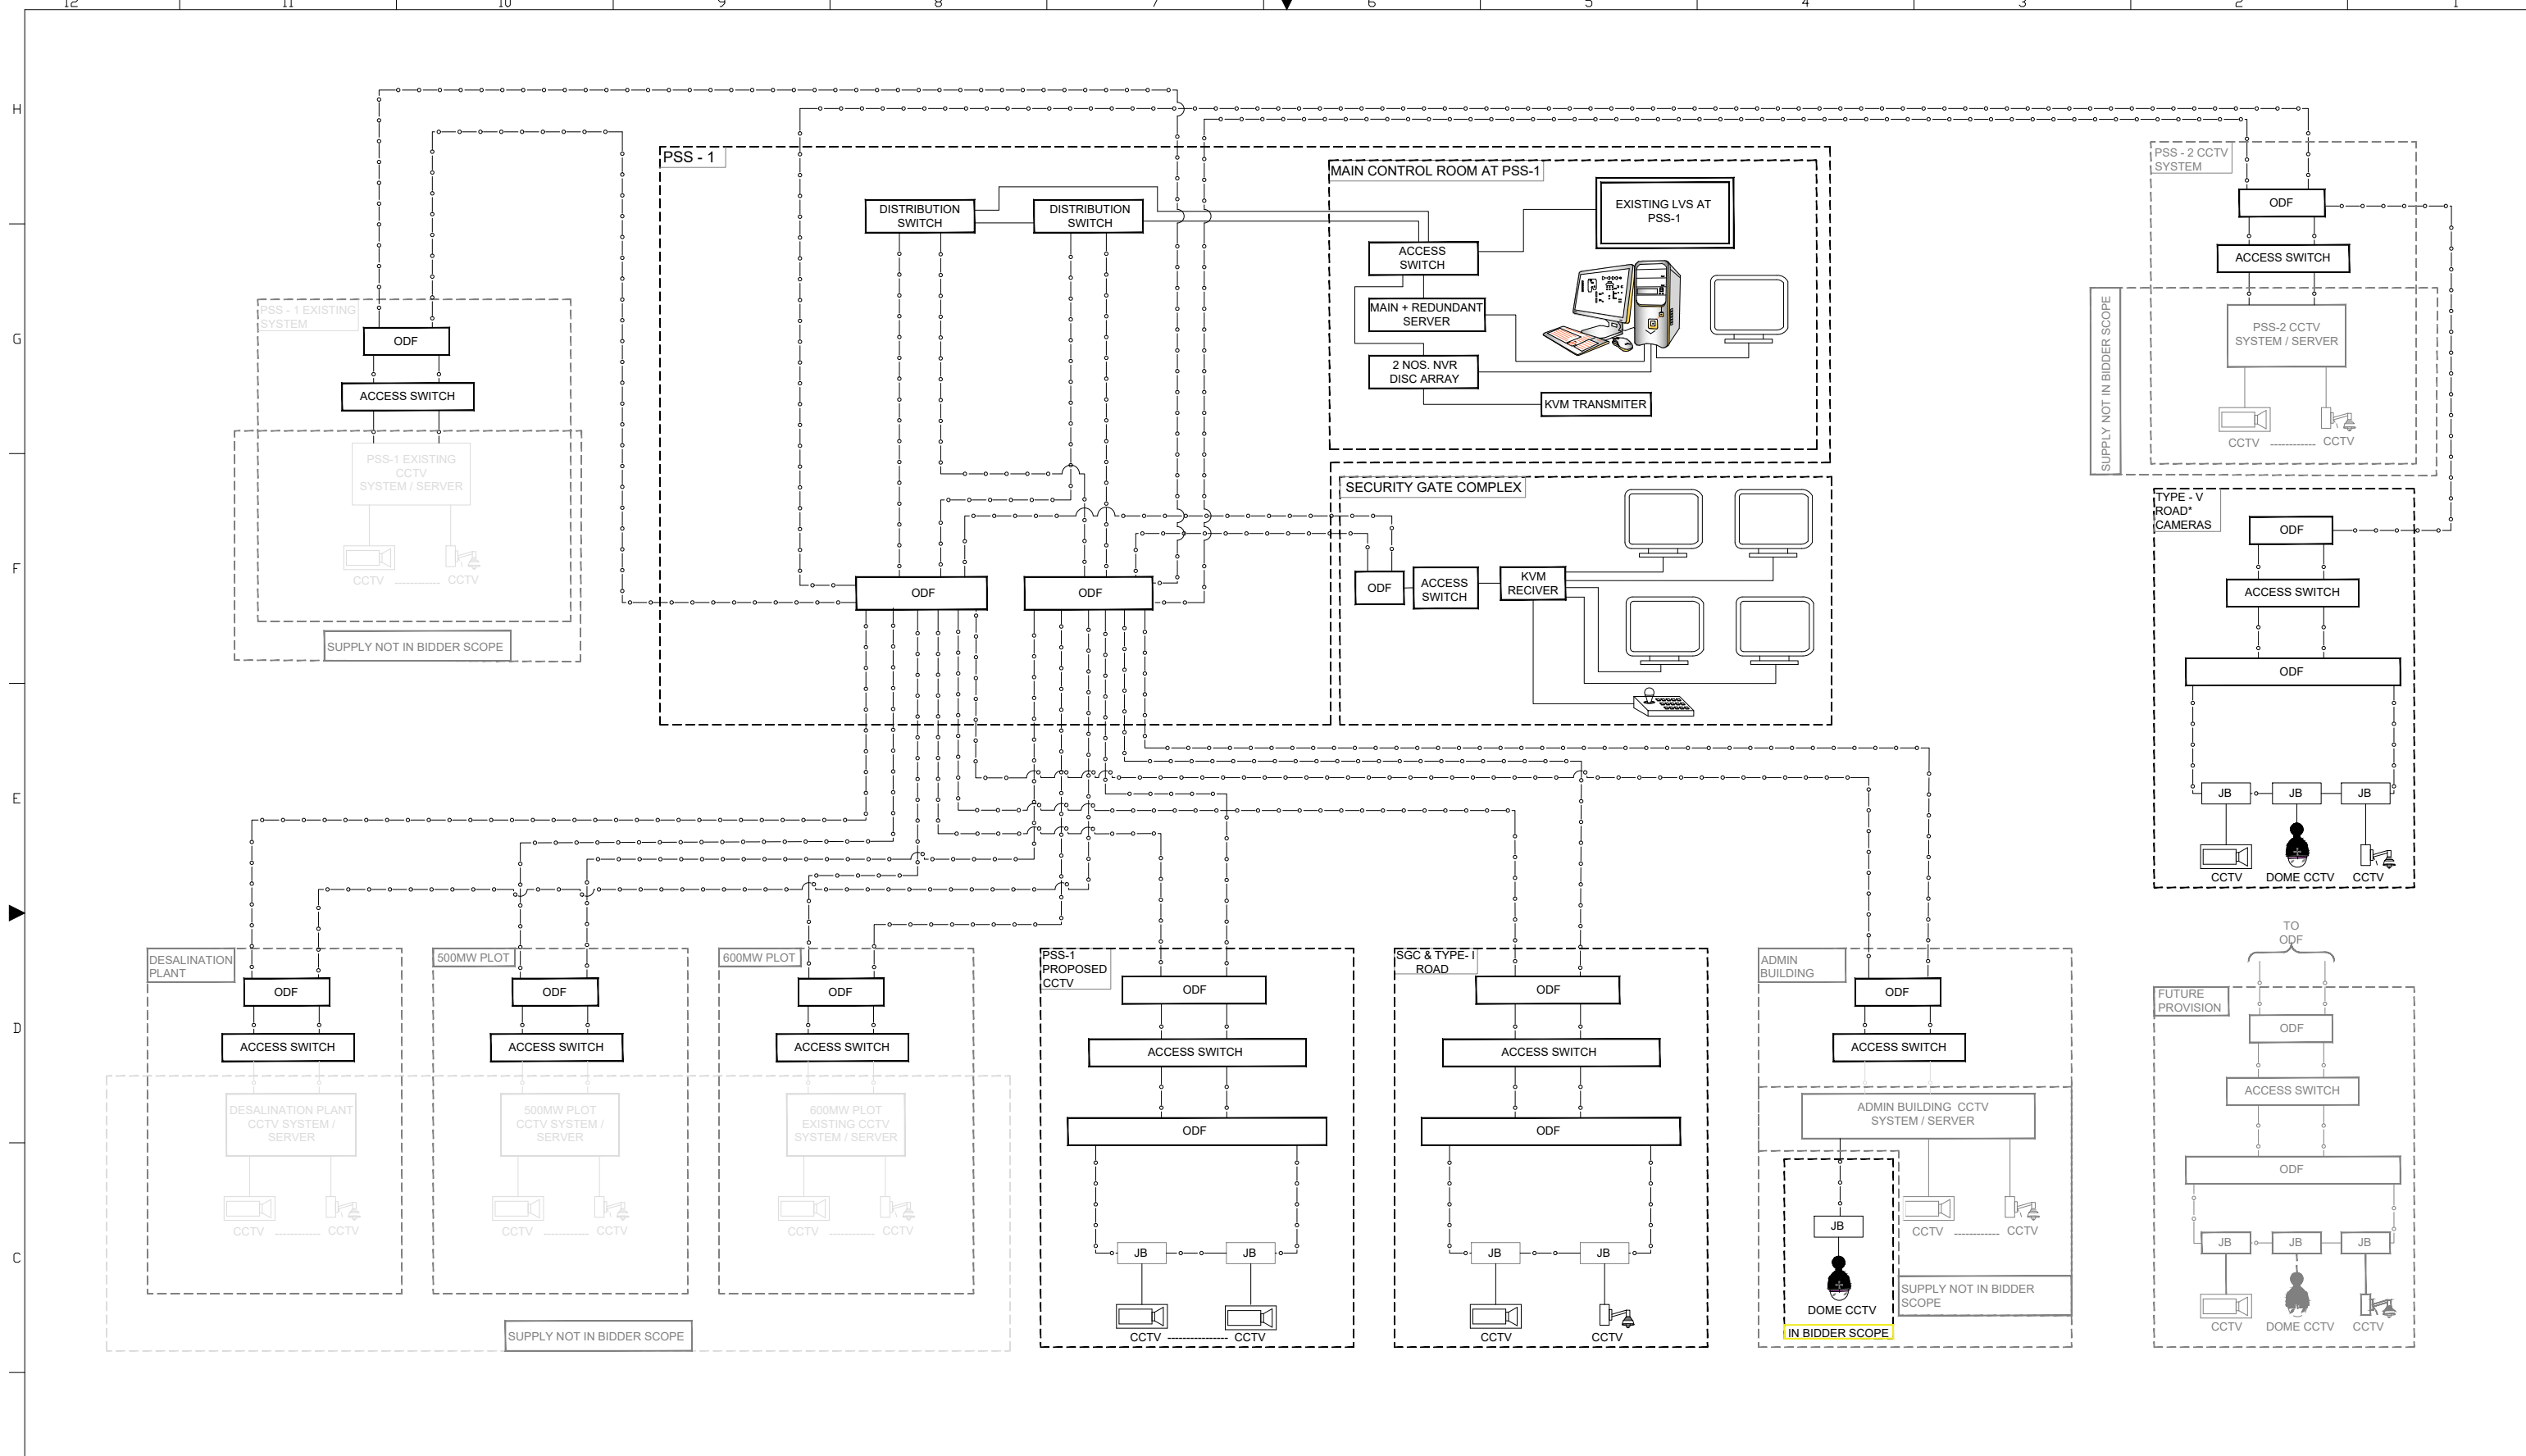 12 11 10 9 8 7 6 5 4 3 2 1
H
G
F
E
D
C
PSS - 1
DISTRIBUTION
SWITCH
DISTRIBUTION
SWITCH
ODF
ODF
MAIN CONTROL ROOM AT PSS-1
EXISTING LVS AT
PSS-1
ACCESS
SWITCH
MAIN + REDUNDANT
SERVER
2 NOS. NVR
DISC ARRAY
KVM TRANSMITER
SECURITY GATE COMPLEX
ODF
ACCESS
SWITCH
KVM
RECIVER
PSS - 1 EXISTING
SYSTEM
ODF
ACCESS SWITCH
PSS-1 EXISTING
CCTV
SYSTEM / SERVER
CCTV ------------ CCTV
SUPPLY NOT IN BIDDER SCOPE
PSS - 2 CCTV
SYSTEM
ODF
ACCESS SWITCH
SUPPLY NOT IN BIDDER SCOPE
PSS-2 CCTV
SYSTEM / SERVER
CCTV ------------ CCTV
TYPE - V
ROAD*
CAMERAS
ODF
ACCESS SWITCH
ODF
JB JB JB
CCTV DOME CCTV CCTV
DESALINATION
PLANT
ODF
ACCESS SWITCH
DESALINATION PLANT
CCTV SYSTEM /
SERVER
CCTV ------------ CCTV
500MW PLOT
ODF
ACCESS SWITCH
500MW PLOT
CCTV SYSTEM /
SERVER
CCTV ------------ CCTV
600MW PLOT
ODF
ACCESS SWITCH
600MW PLOT
EXISTING CCTV
SYSTEM / SERVER
CCTV ------------ CCTV
SUPPLY NOT IN BIDDER SCOPE
PSS-1
PROPOSED
CCTV
ODF
ACCESS SWITCH
ODF
JB JB
CCTV ---------------- CCTV
SGC & TYPE- I
ROAD
ODF
ACCESS SWITCH
ODF
JB JB
CCTV CCTV
ADMIN
BUILDING
ODF
ACCESS SWITCH
ADMIN BUILDING CCTV
SYSTEM / SERVER
JB
DOME CCTV
IN BIDDER SCOPE
CCTV ------------ CCTV
SUPPLY NOT IN BIDDER
SCOPE
TO
ODF
FUTURE
PROVISION
ODF
ACCESS SWITCH
ODF
JB JB JB
CCTV DOME CCTV CCTV